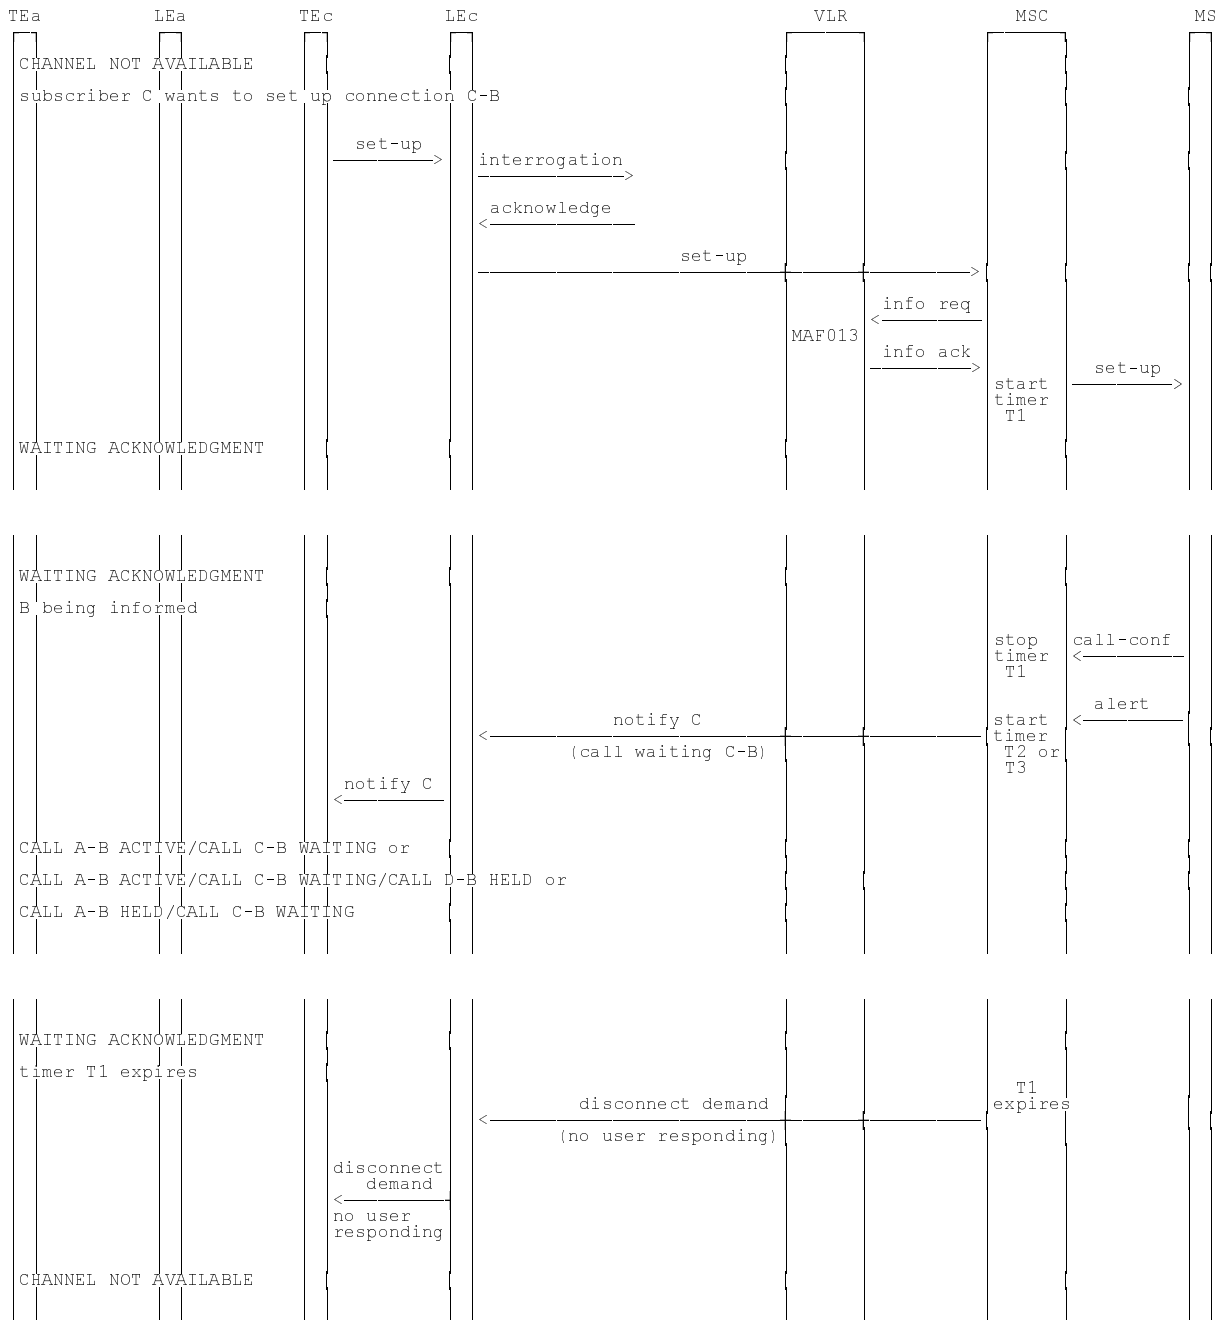 TEa LEa TEc LEc VLR MSC MS
CHANNEL NOT AVAILABLE
subscriber C wants to set up connection C-B
set-up
interrogation
acknowledge
set-up
info req
MAF013
info ack
set-up
start
timer
T1
WAITING ACKNOWLEDGMENT
WAITING ACKNOWLEDGMENT
B being informed
stop
timer
T1
call-conf
alert
notify C
(call waiting C-B)
start
timer
T2 or
T3
notify C
CALL A-B ACTIVE/CALL C-B WAITING or
CALL A-B ACTIVE/CALL C-B WAITING/CALL D-B HELD or
CALL A-B HELD/CALL C-B WAITING
WAITING ACKNOWLEDGMENT
timer T1 expires
T1
expires
disconnect demand
(no user responding)
disconnect
demand
no user
responding
CHANNEL NOT AVAILABLE